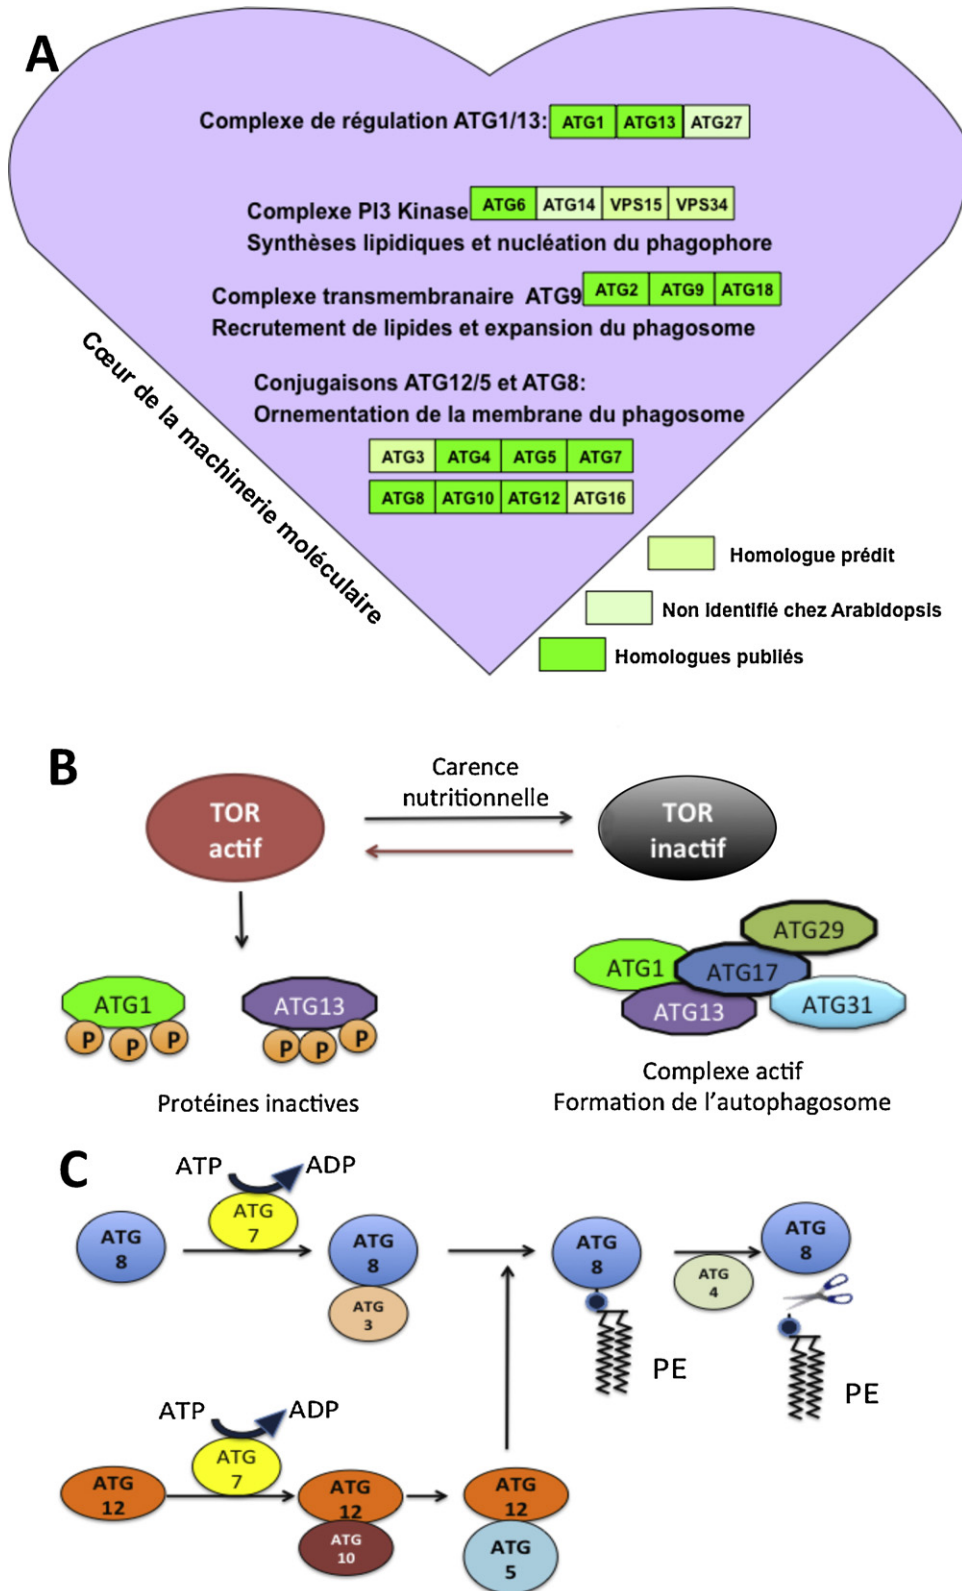 A
Complexe de régulation ATG1/13: ATG1 ATG13 ATG27
Complexe PI3 Kinase ATG6 ATG14 VPS15 VPS34
Synthèses lipidiques et nucléation du phagophore
Complexe transmembranaire ATG9 ATG2 ATG9 ATG18
Recrutement de lipides et expansion du phagosome
Conjugaisons ATG12/5 et ATG8:
Ornementation de la membrane du phagosome
ATG3 ATG4 ATG5 ATG7
ATG8 ATG10 ATG12 ATG16
Cœur de la machinerie moléculaire
Homologue prédit
Non identifié chez Arabidopsis
Homologues publiés
B
TOR
actif
Carence
nutritionnelle
TOR
inactif
ATG1
P P P
ATG13
P P P
Protéines inactives
ATG1
ATG13
ATG17
ATG29
ATG31
Complexe actif
Formation de l'autophagosome
C
ATP ADP
ATG
8
ATG
7
ATG
8
ATG
3
ATG
8
PE
ATG
4
ATG
8
PE
ATP ADP
ATG
12
ATG
7
ATG
12
ATG
10
ATG
12
ATG
5